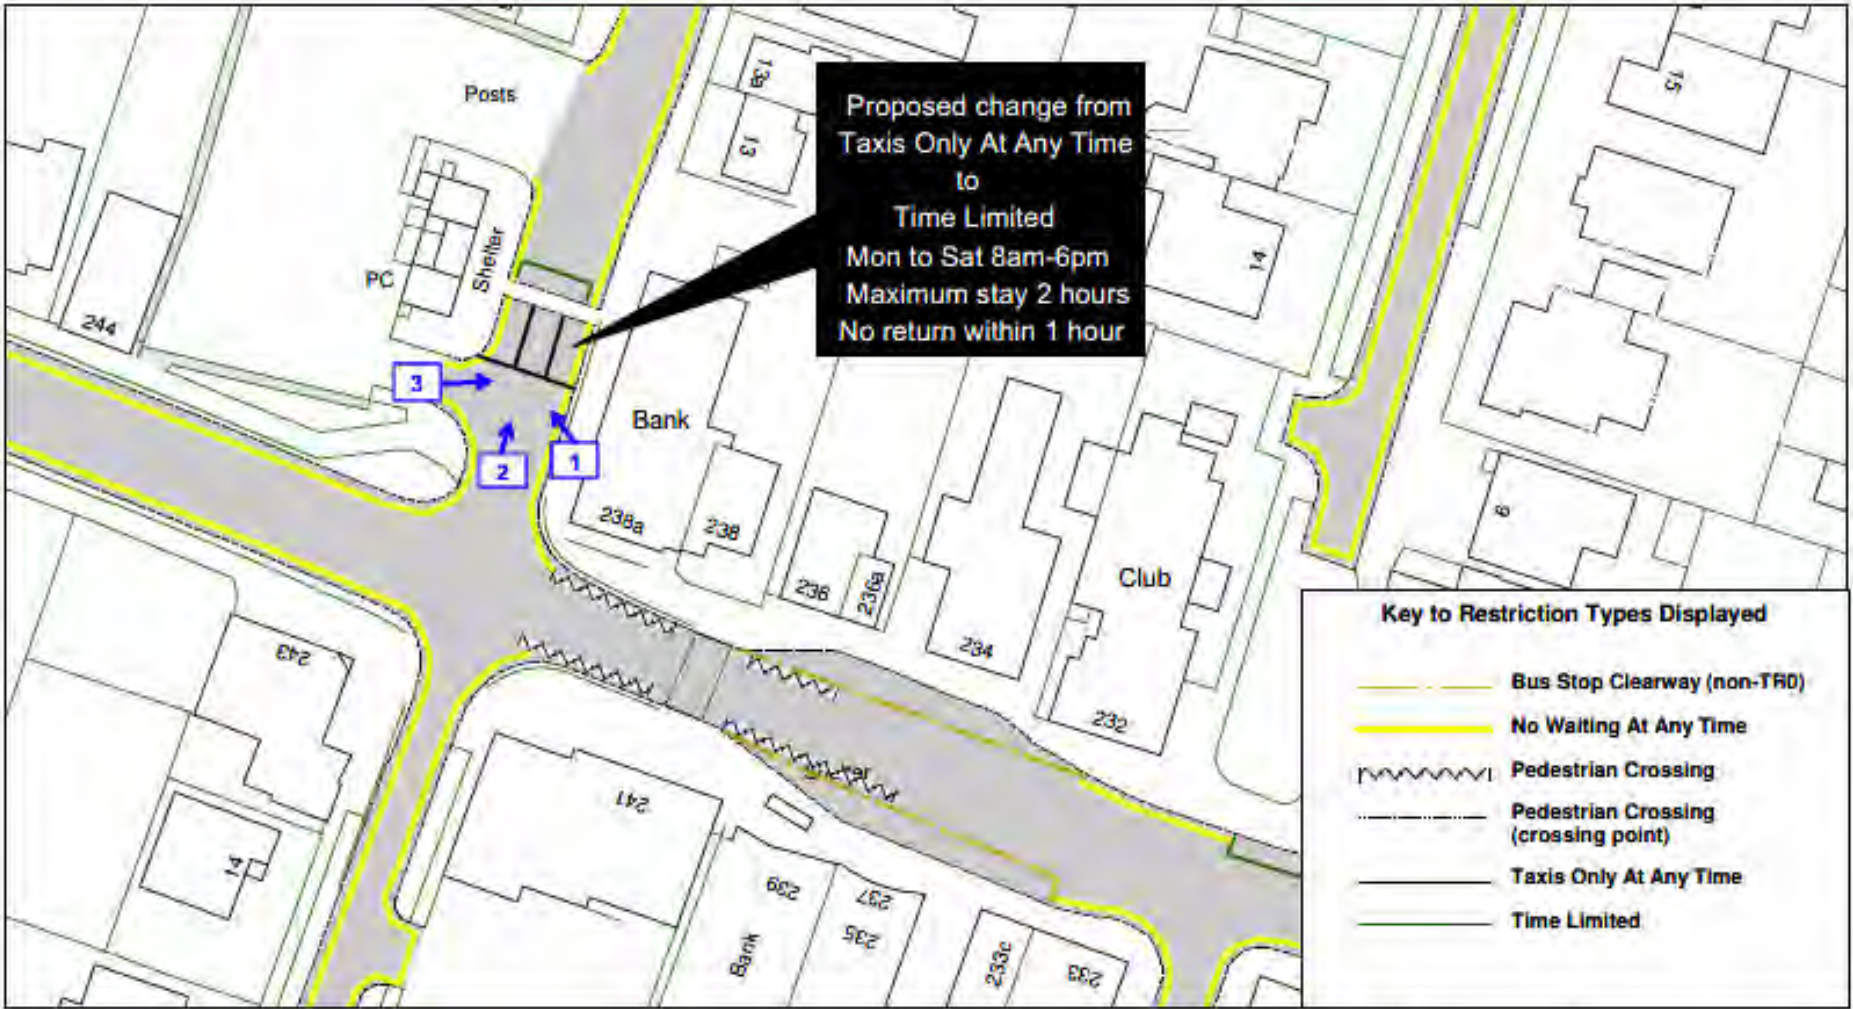 Posts
13a
13
15
Proposed change from
Taxis Only At Any Time
to
Time Limited
Mon to Sat 8am-6pm
Maximum stay 2 hours
No return within 1 hour
PC
Shelter
14
244
3
2
1
Bank
238a
238
236
236a
234
Club
232
9
243
241
14
239
237
235
Bank
233c
233
Key to Restriction Types Displayed
Bus Stop Clearway (non-TRO)
No Waiting At Any Time
Pedestrian Crossing
Pedestrian Crossing
(crossing point)
Taxis Only At Any Time
Time Limited